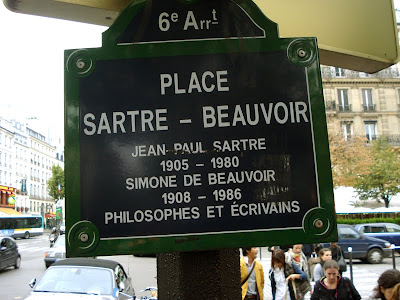 6e Arrt
PLACE
SARTRE - BEAUVOIR
JEAN-PAUL SARTRE
1905 - 1980
SIMONE DE BEAUVOIR
1908 - 1986
PHILOSOPHES ET ÉCRIVAINS